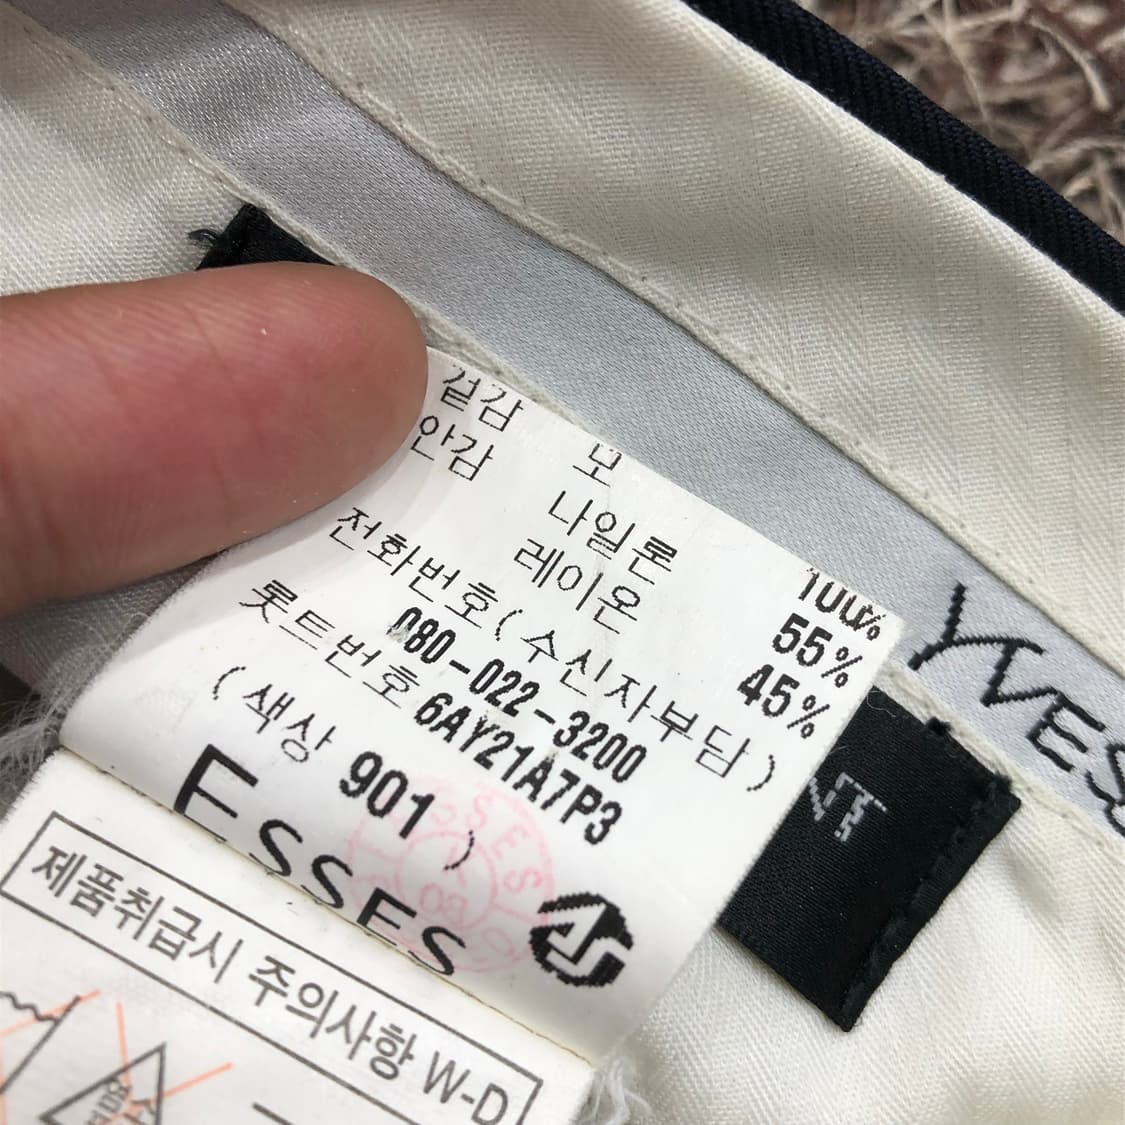 겉감 모 100%
안감 나일론 55%
레이온 45%
전화번호(수신자부담)
080-022-3200
롯트번호 6AY21A7P3
(색상 901)
ESSES
제품취급시 주의사항 W-D
YVES
NT